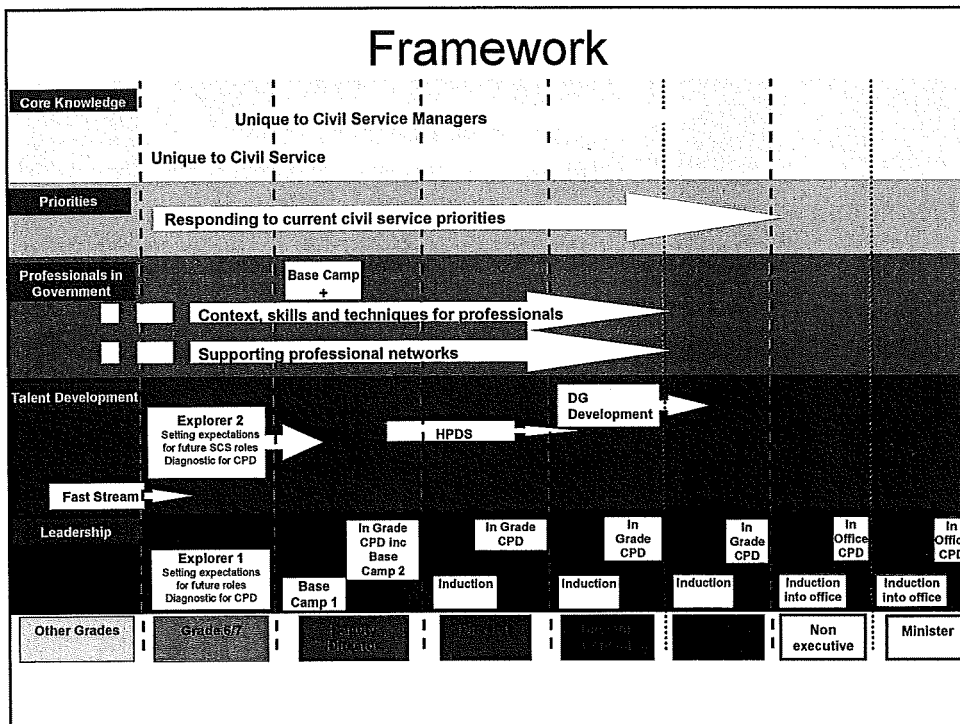 Framework
Core Knowledge
Unique to Civil Service Managers
Unique to Civil Service
Priorities
Responding to current civil service priorities
Professionals in
Government
Base Camp
+
Context, skills and techniques for professionals
Supporting professional networks
Talent Development
Explorer 2
Setting expectations
for future SCS roles
Diagnostic for CPD
HPDS
DG
Development
Fast Stream
Leadership
Explorer 1
Setting expectations
for future roles
Diagnostic for CPD
Base
Camp 1
In Grade
CPD inc
Base
Camp 2
In Grade
CPD
Induction
In
Grade
CPD
Induction
In
Grade
CPD
Induction
In
Office
CPD
Induction
into office
In
Offic
CPD
Induction
into office
Other Grades
Grade 6/7
Director
Non
executive
Minister